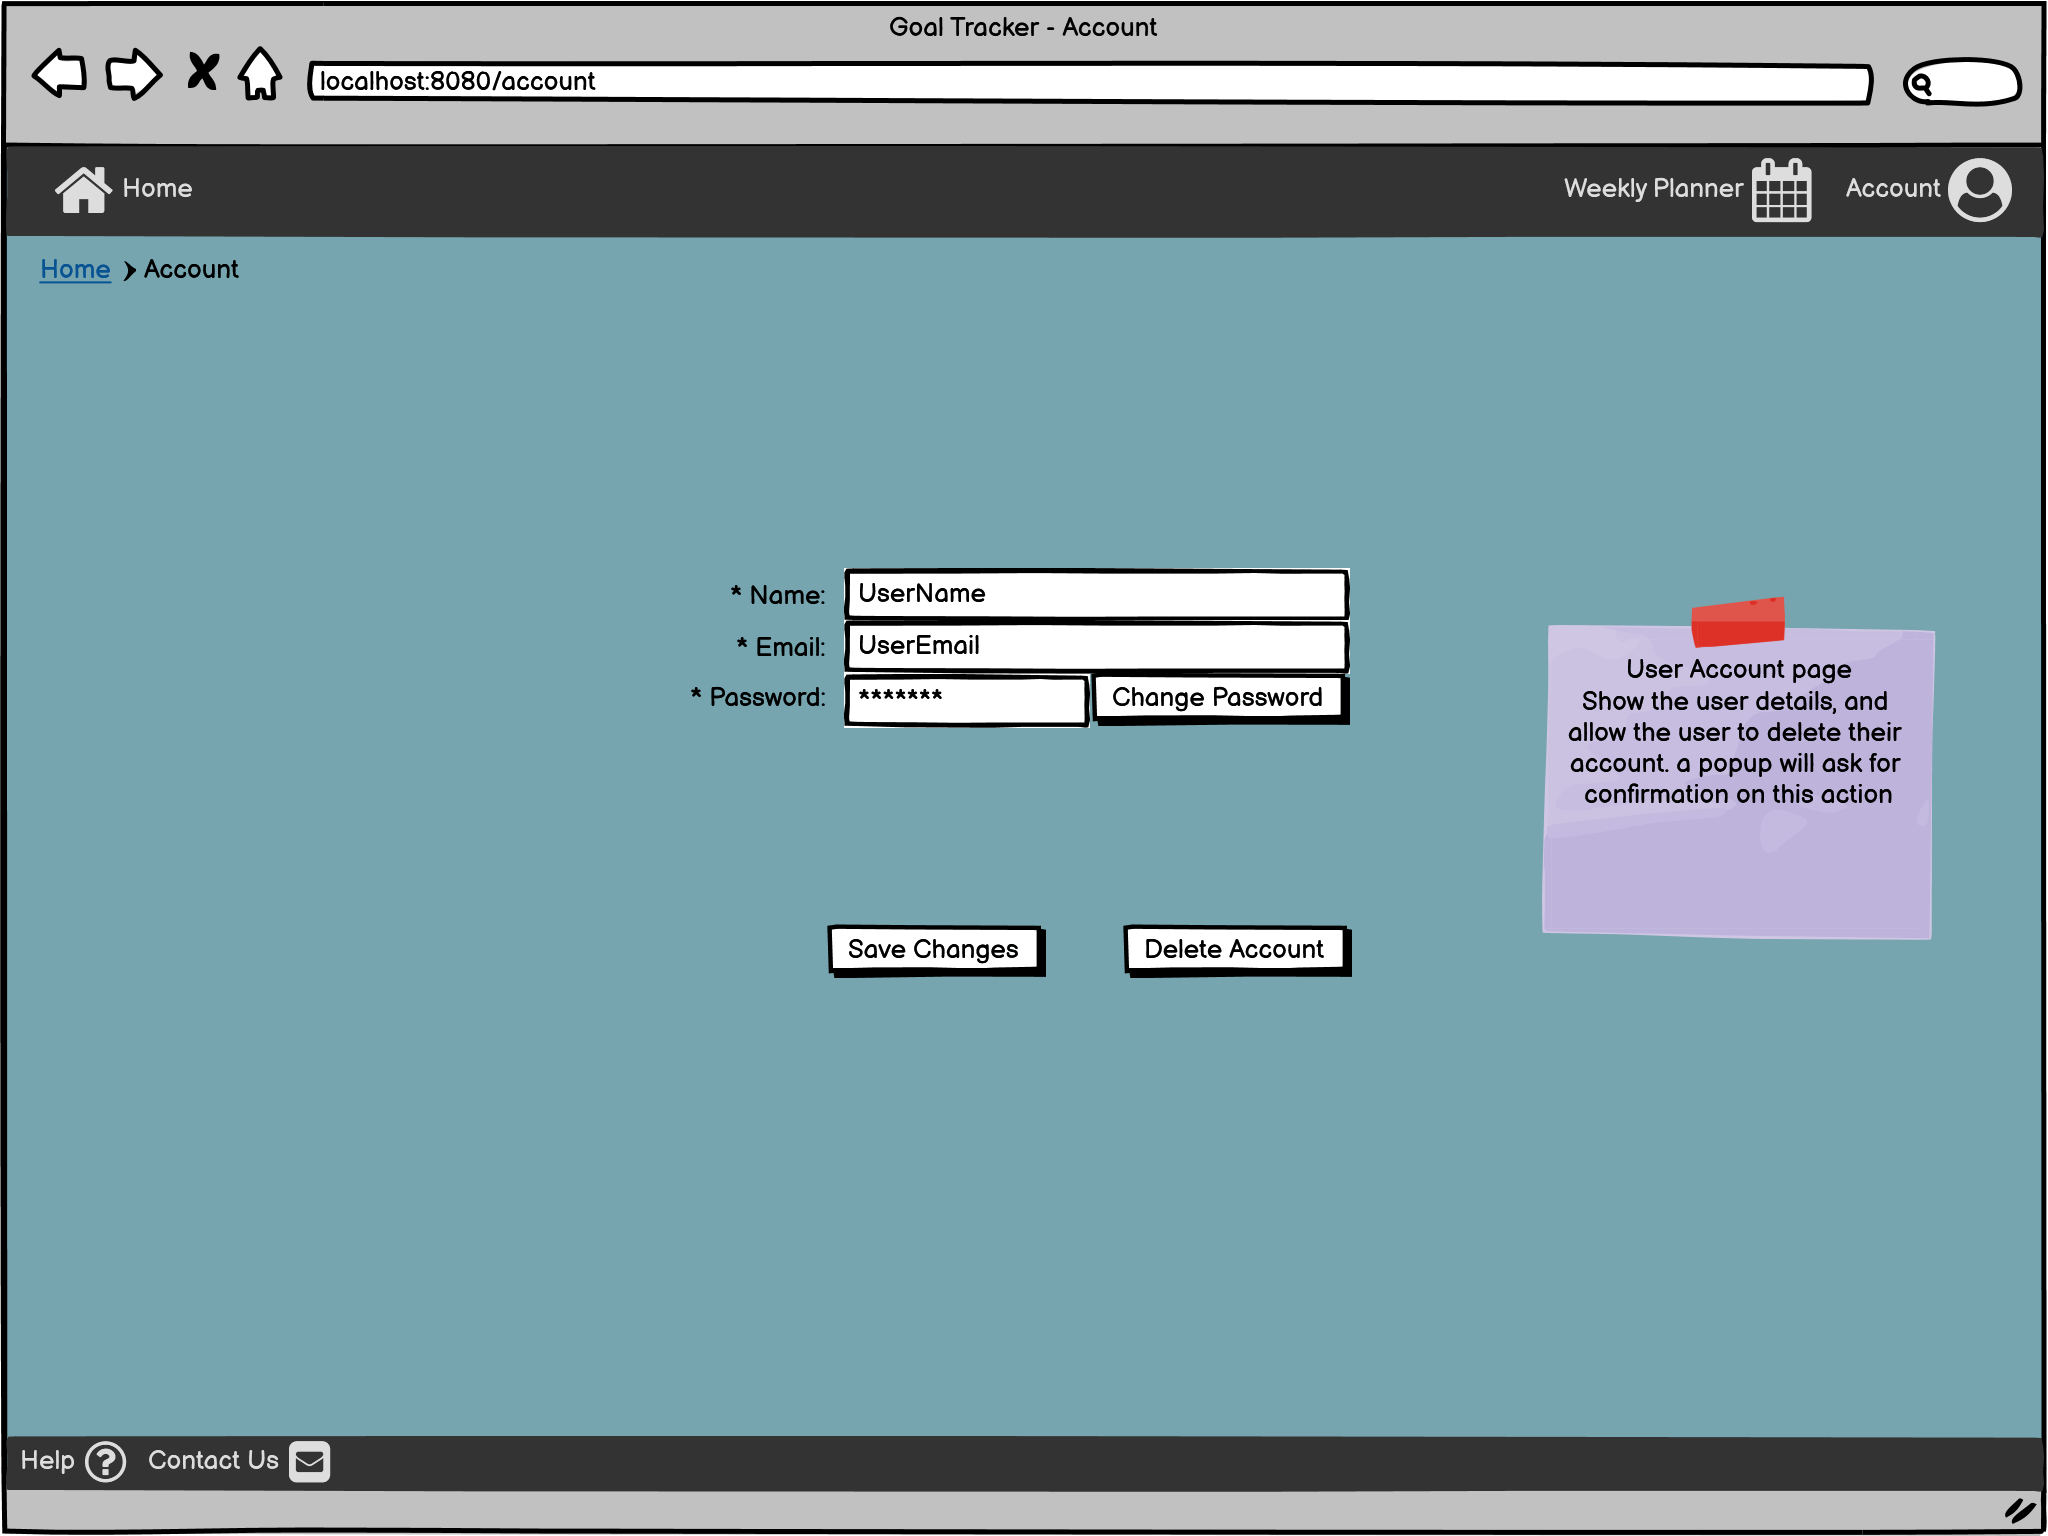 Goal Tracker - Account
localhost:8080/account
Home
Weekly Planner
Account
Home
Account
* Name:
UserName
* Email:
UserEmail
* Password:
*******
Change Password
User Account page
Show the user details, and
allow the user to delete their
account. a popup will ask for
confirmation on this action
Save Changes
Delete Account
Help
?
Contact Us